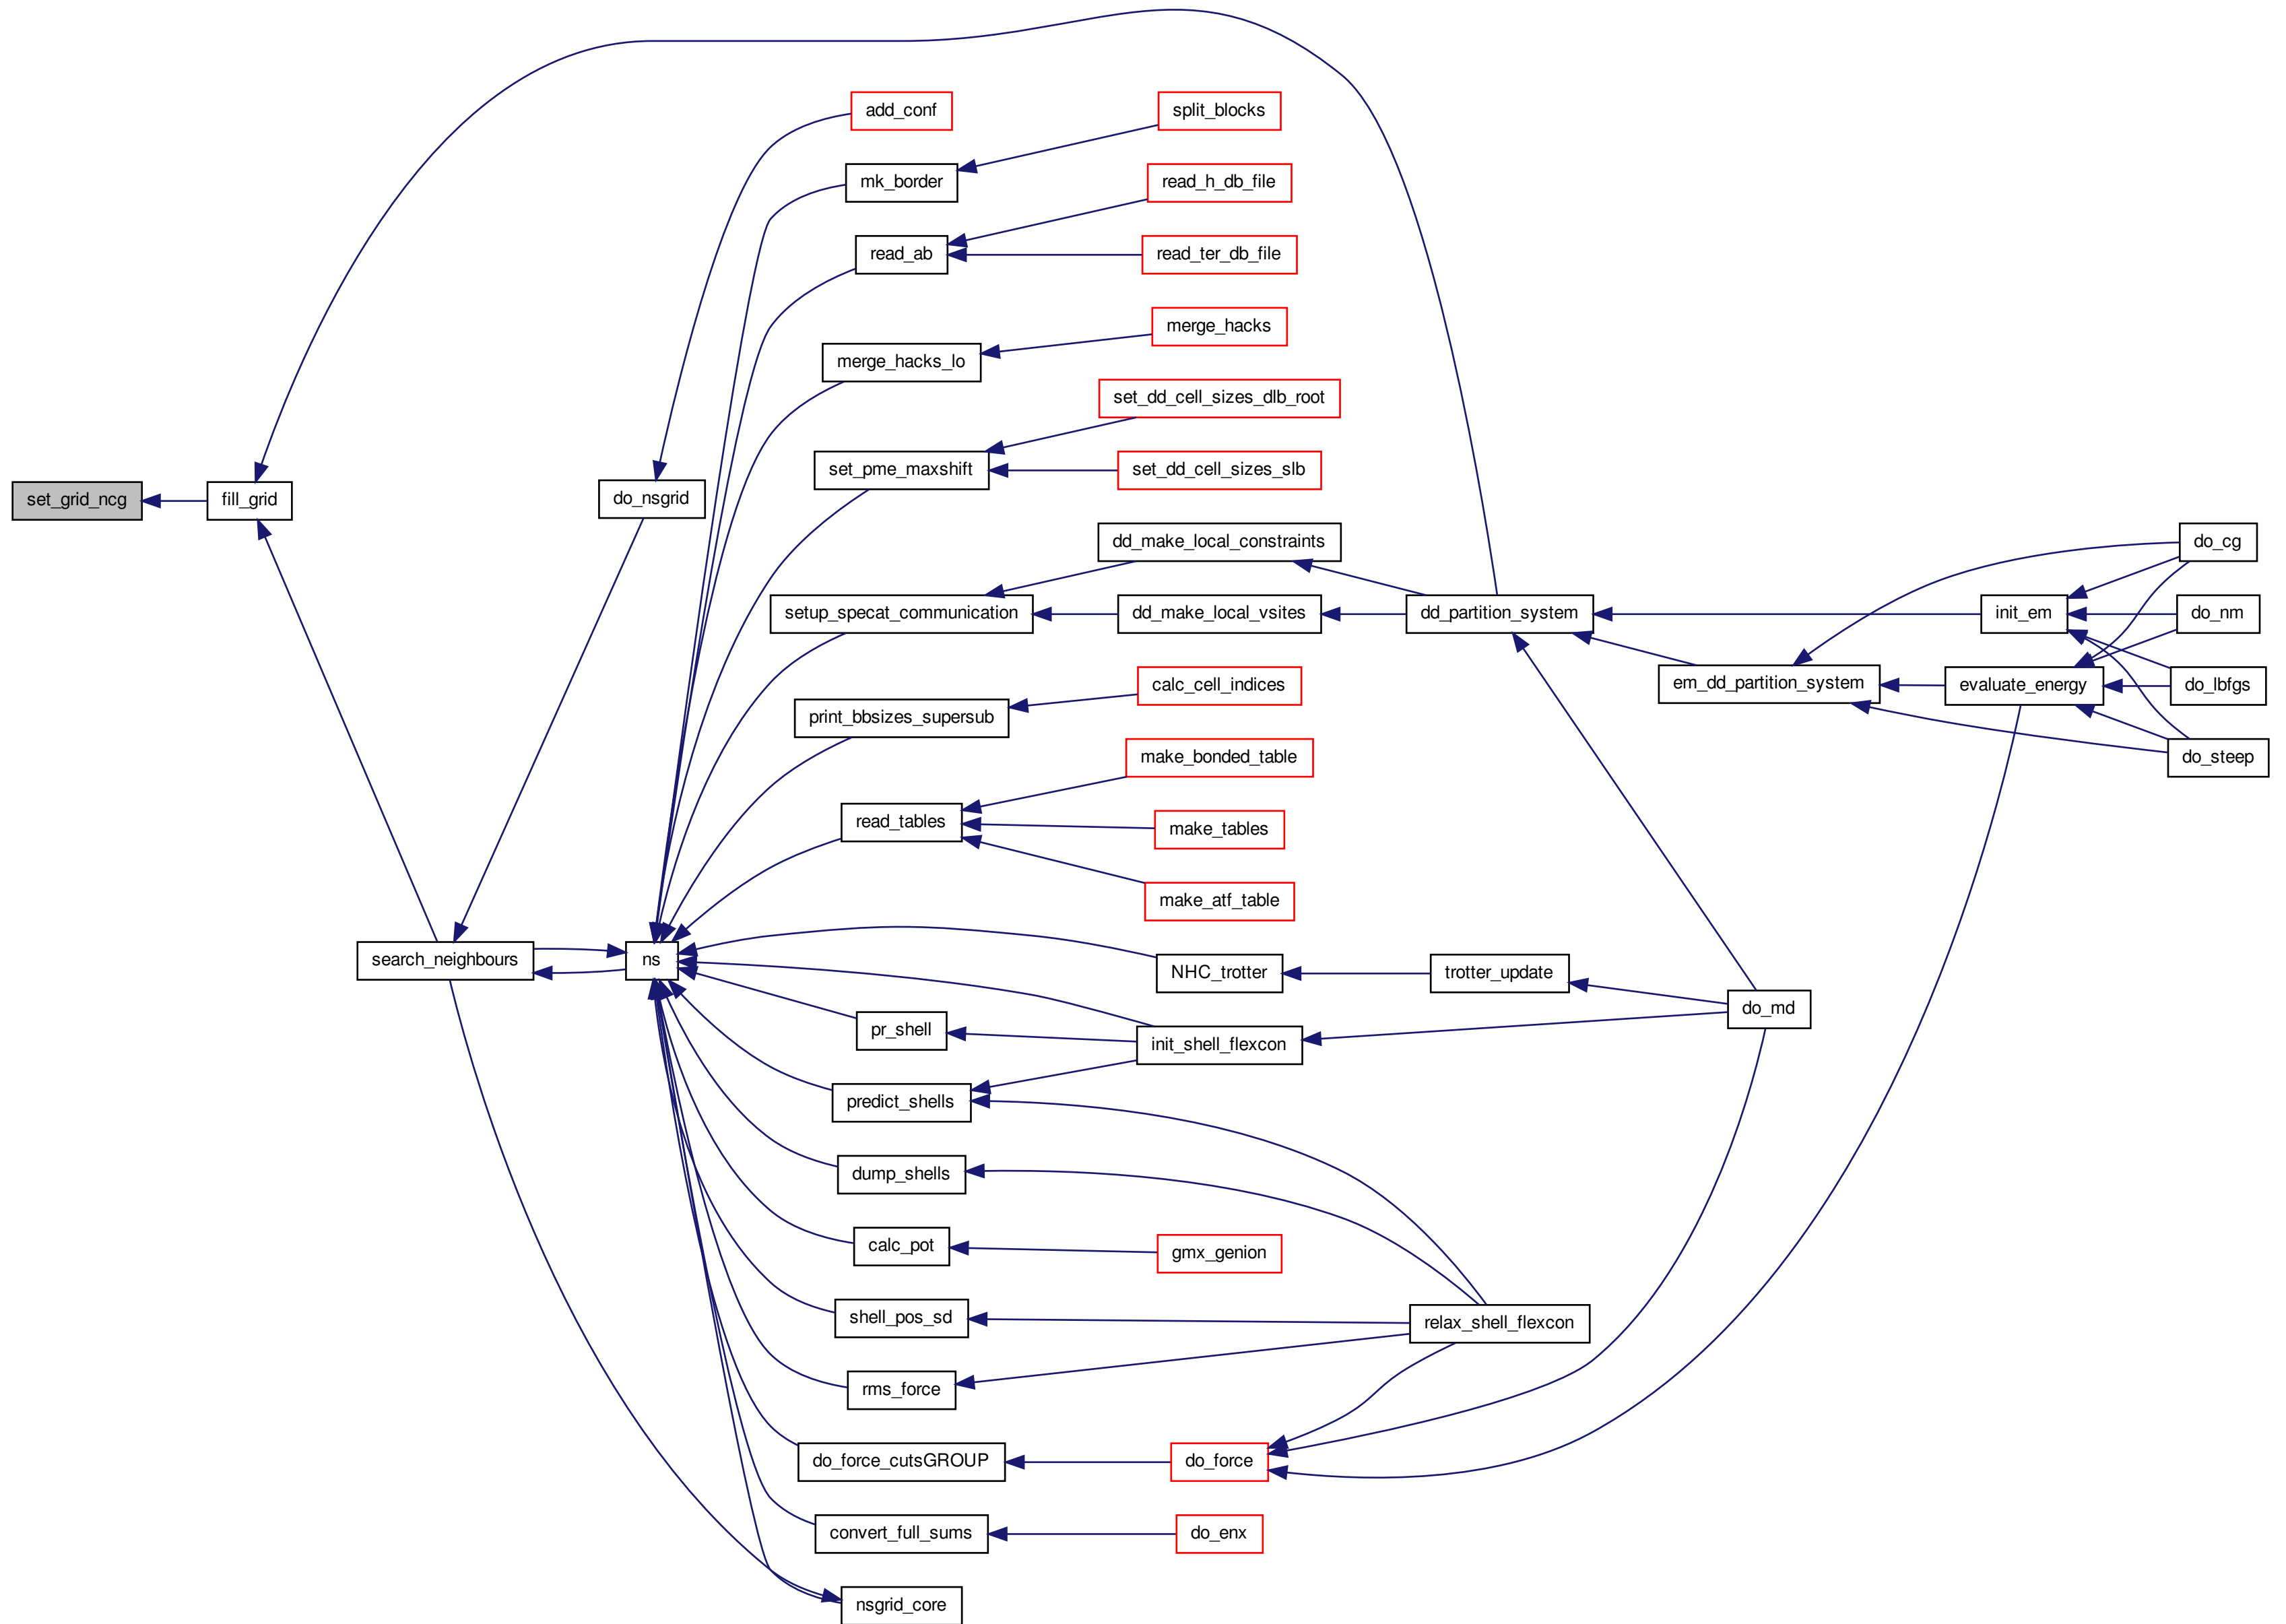 set_grid_ncg
fill_grid
search_neighbours
do_nsgrid
ns
add_conf
mk_border
read_ab
merge_hacks_lo
set_pme_maxshift
setup_specat_communication
print_bbsizes_supersub
read_tables
pr_shell
predict_shells
dump_shells
calc_pot
shell_pos_sd
rms_force
do_force_cutsGROUP
convert_full_sums
nsgrid_core
split_blocks
read_h_db_file
read_ter_db_file
merge_hacks
set_dd_cell_sizes_dlb_root
set_dd_cell_sizes_slb
dd_make_local_constraints
dd_make_local_vsites
calc_cell_indices
make_bonded_table
make_tables
make_atf_table
NHC_trotter
init_shell_flexcon
gmx_genion
do_force
do_enx
dd_partition_system
trotter_update
relax_shell_flexcon
em_dd_partition_system
do_md
init_em
evaluate_energy
do_cg
do_nm
do_lbfgs
do_steep